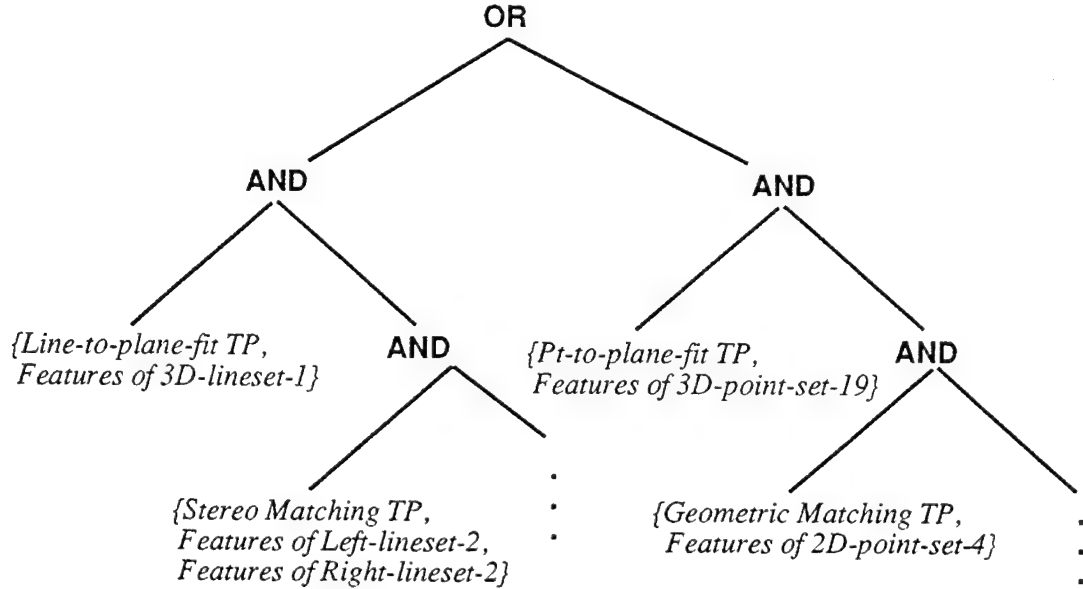 OR
AND
AND
{Line-to-plane-fit TP,
Features of 3D-lineset-1}
AND
{Pt-to-plane-fit TP,
Features of 3D-point-set-19}
AND
{Stereo Matching TP,
Features of Left-lineset-2,
Features of Right-lineset-2}
{Geometric Matching TP,
Features of 2D-point-set-4}